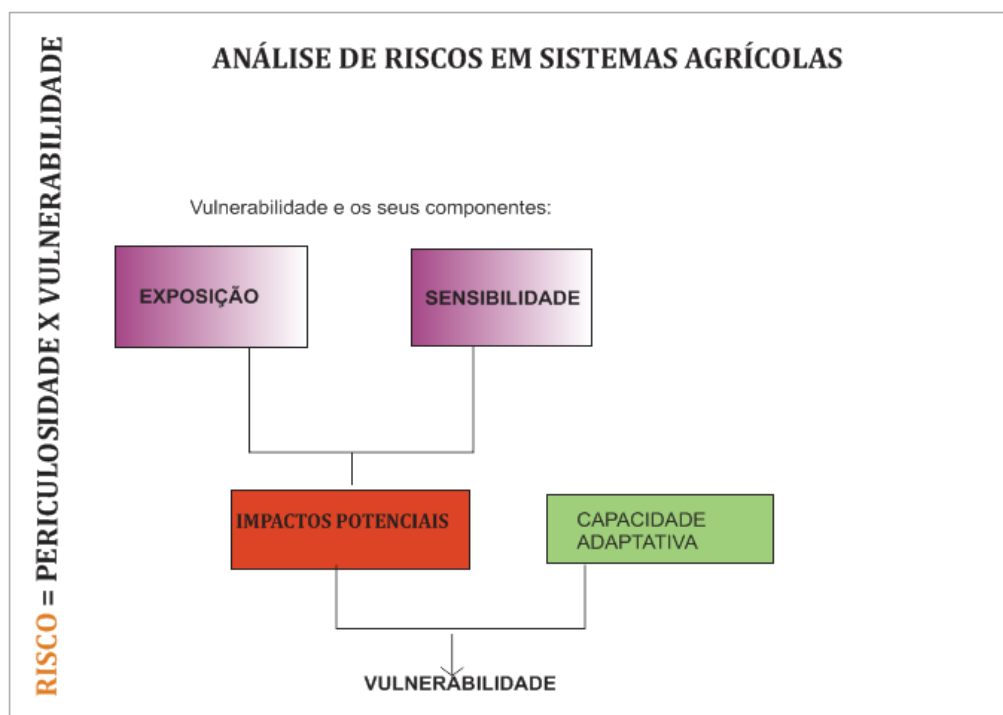 RISCO = PERICULOSIDADE X VULNERABILIDADE
ANÁLISE DE RISCOS EM SISTEMAS AGRÍCOLAS
Vulnerabilidade e os seus componentes:
EXPOSIÇÃO
SENSIBILIDADE
IMPACTOS POTENCIAIS
CAPACIDADE
ADAPTATIVA
VULNERABILIDADE